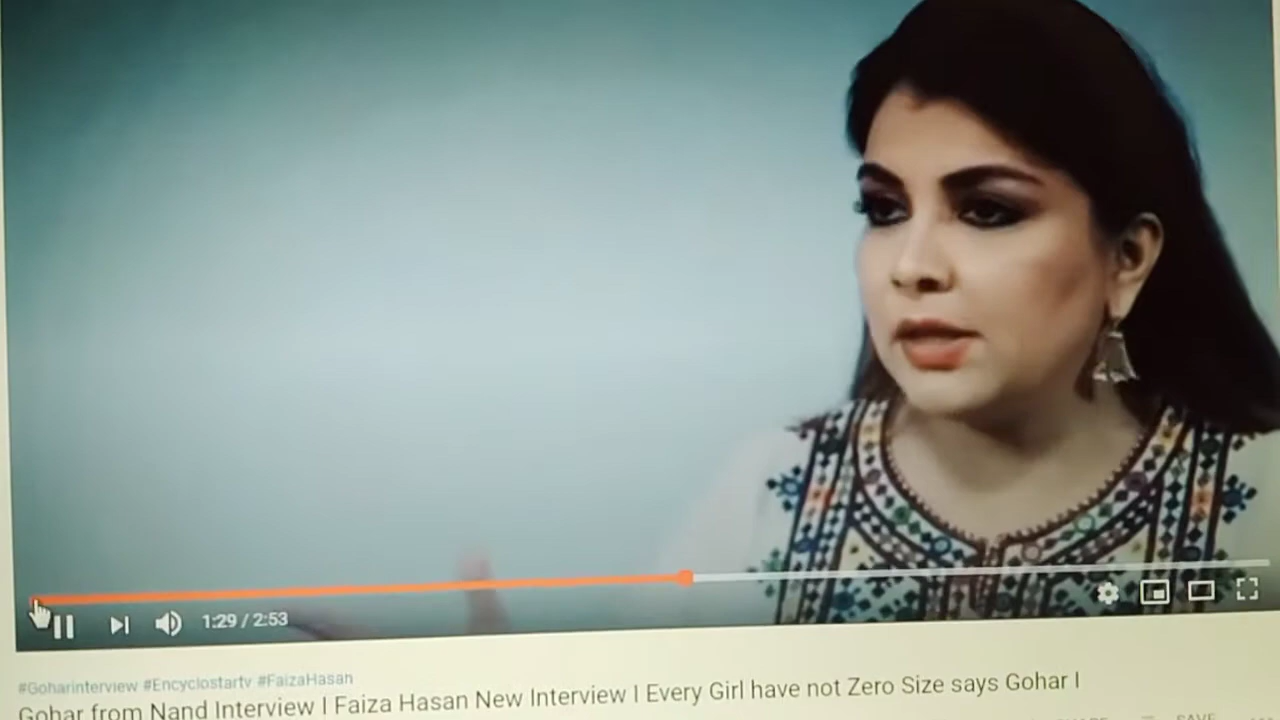 1:29 / 2:53
#Goharinterview #Encyclostartv #FaizaHasan
Gohar from Nand Interview I Faiza Hasan New Interview I Every Girl have not Zero Size says Gohar I
SAVE